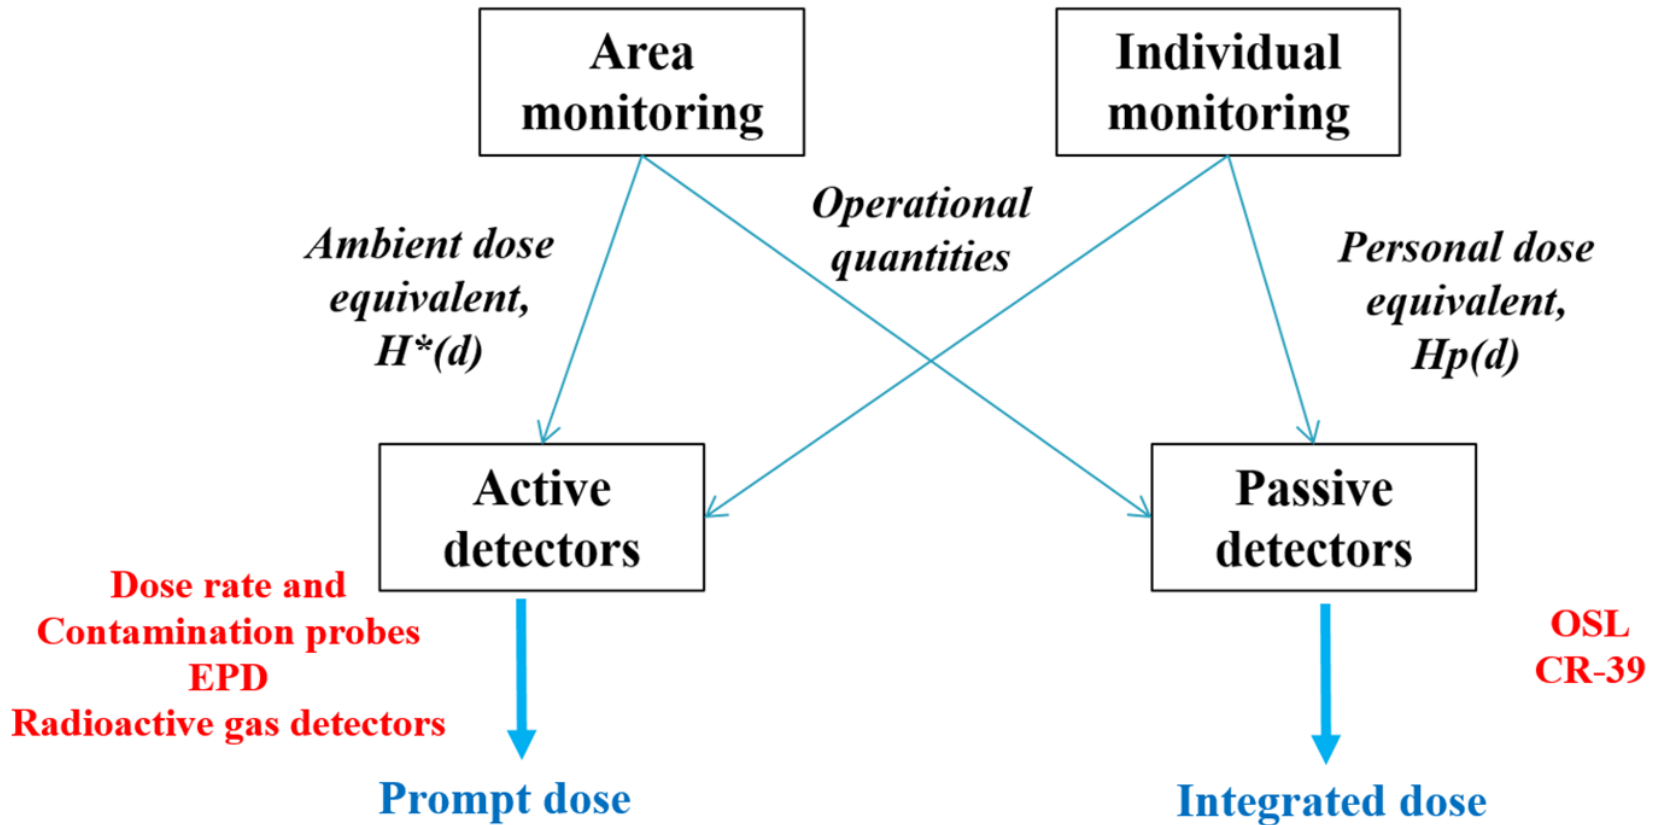 Area
monitoring
Individual
monitoring
Operational
quantities
Ambient dose
equivalent,
H*(d)
Personal dose
equivalent,
Hp(d)
Active
detectors
Passive
detectors
Dose rate and
Contamination probes
EPD
Radioactive gas detectors
OSL
CR-39
Prompt dose
Integrated dose